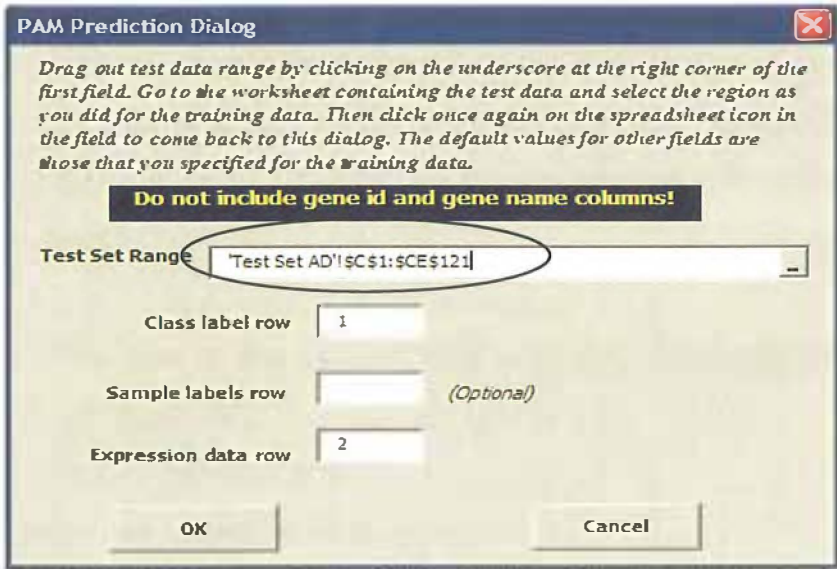 PAM Prediction Dialog
Drag out test data range by clicking on the underscore at the right corner of the
first field. Go to the worksheet containing the test data and select the region as
you did for the training data. Then click once again on the spreadsheet icon in
the field to come back to this dialog. The default values for other fields are
those that you specified for the training data.
Do not include gene id and gene name columns!
Test Set Range 'Test Set AD'!$C$1:$CE$121
Class label row 1
Sample labels row (Optional)
Expression data row 2
OK Cancel